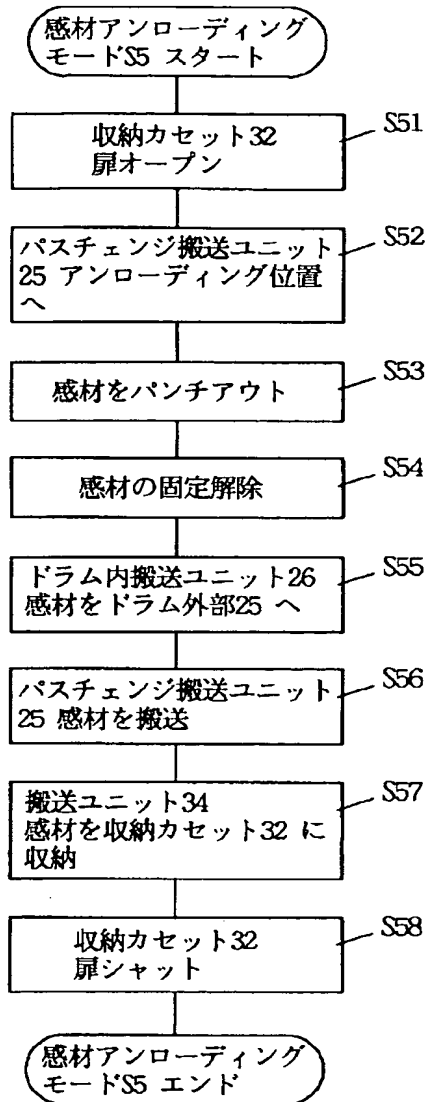 感材アンローディング
モードS5 スタート
収納カセット32
扉オープン
S51
パスチェンジ搬送ユニット
25 アンローディング位置
へ
S52
感材をパンチアウト
S53
感材の固定解除
S54
ドラム内搬送ユニット26
感材をドラム外部25 へ
S55
パスチェンジ搬送ユニット
25 感材を搬送
S56
搬送ユニット34
感材を収納カセット32 に
収納
S57
収納カセット32
扉シャット
S58
感材アンローディング
モードS5 エンド